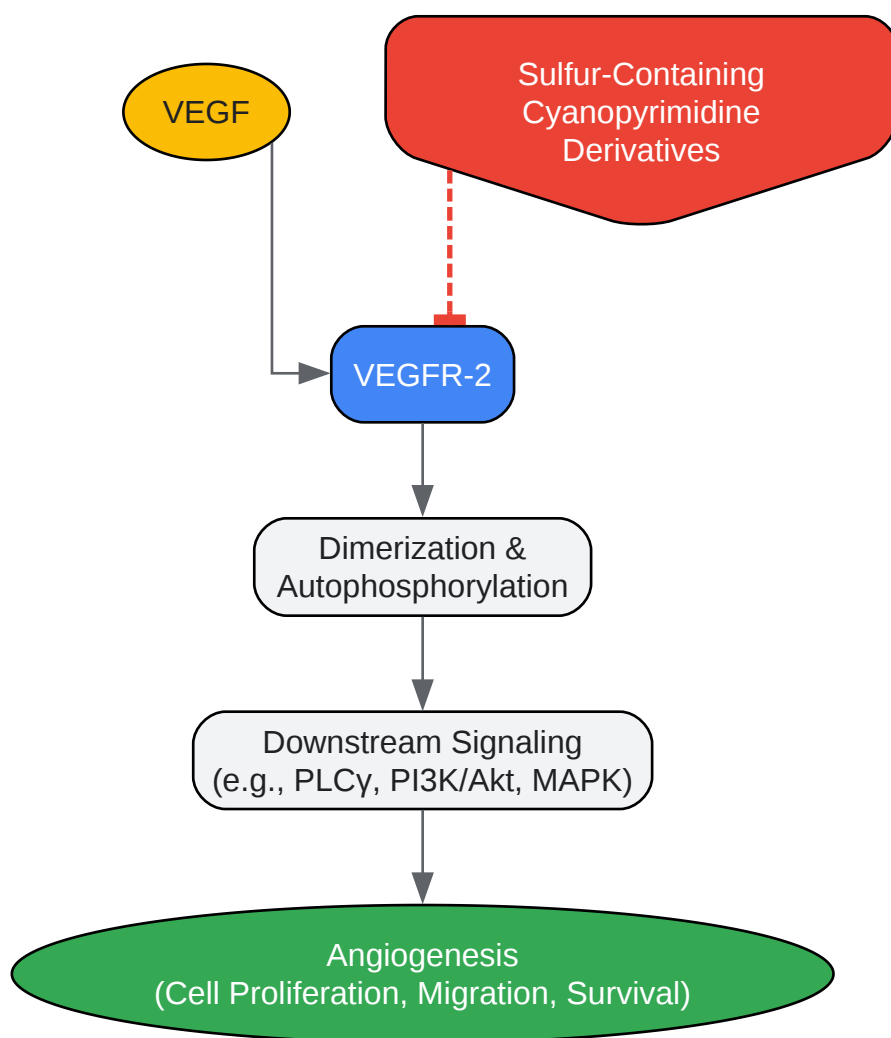 VEGF
Sulfur-Containing
Cyanopyrimidine
Derivatives
VEGFR-2
Dimerization &
Autophosphorylation
Downstream Signaling
(e.g., PLCγ, PI3K/Akt, MAPK)
Angiogenesis
(Cell Proliferation, Migration, Survival)